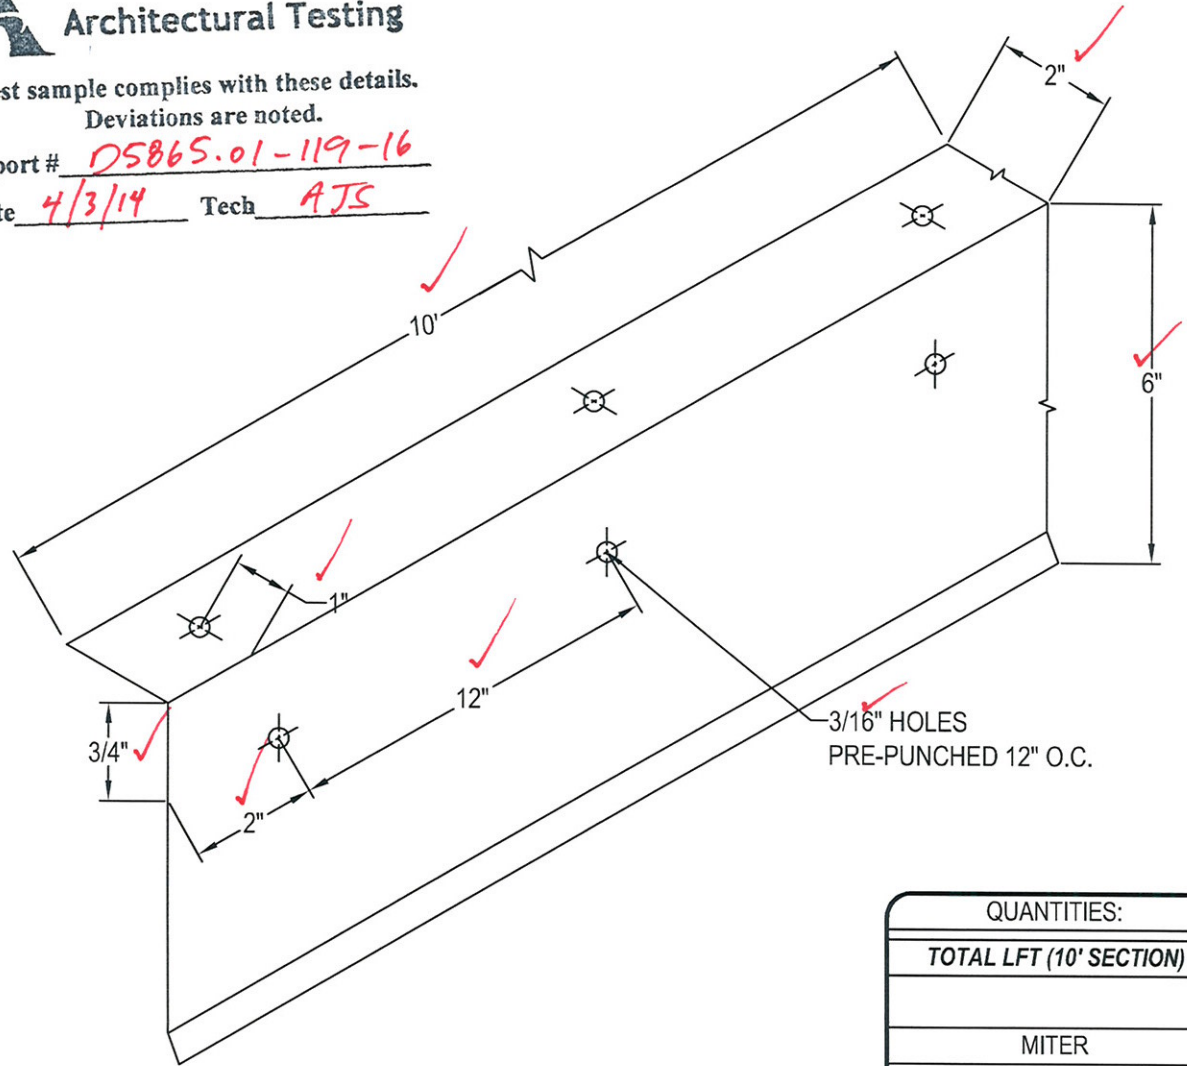 Architectural Testing
st sample complies with these details.
Deviations are noted.
port # D5865.01-119-16
te 4/3/14 Tech AJS
2"
10'
6"
1"
12"
3/4"
2"
3/16" HOLES
PRE-PUNCHED 12" O.C.
QUANTITIES:
TOTAL LFT (10' SECTION)
MITER